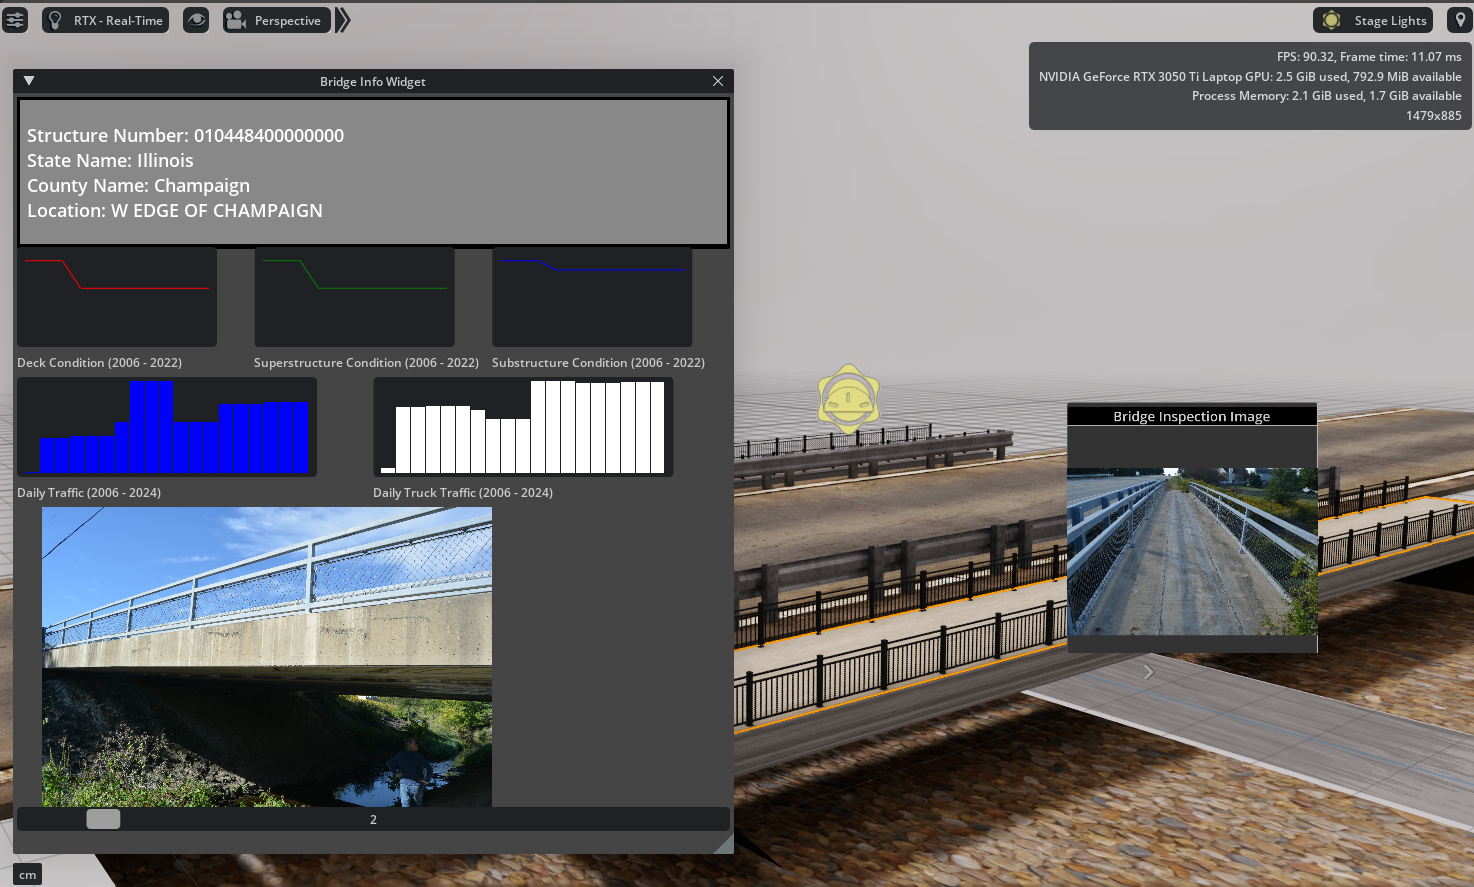 RTX - Real-Time
Perspective
Stage Lights
FPS: 90.32, Frame time: 11.07 ms
NVIDIA GeForce RTX 3050 Ti Laptop GPU: 2.5 GiB used, 792.9 MiB available
Process Memory: 2.1 GiB used, 1.7 GiB available
1479x885
Bridge Info Widget
Structure Number: 010448400000000
State Name: Illinois
County Name: Champaign
Location: W EDGE OF CHAMPAIGN
Deck Condition (2006 - 2022)
Superstructure Condition (2006 - 2022)
Substructure Condition (2006 - 2022)
Daily Traffic (2006 - 2024)
Daily Truck Traffic (2006 - 2024)
2
Bridge Inspection Image
cm